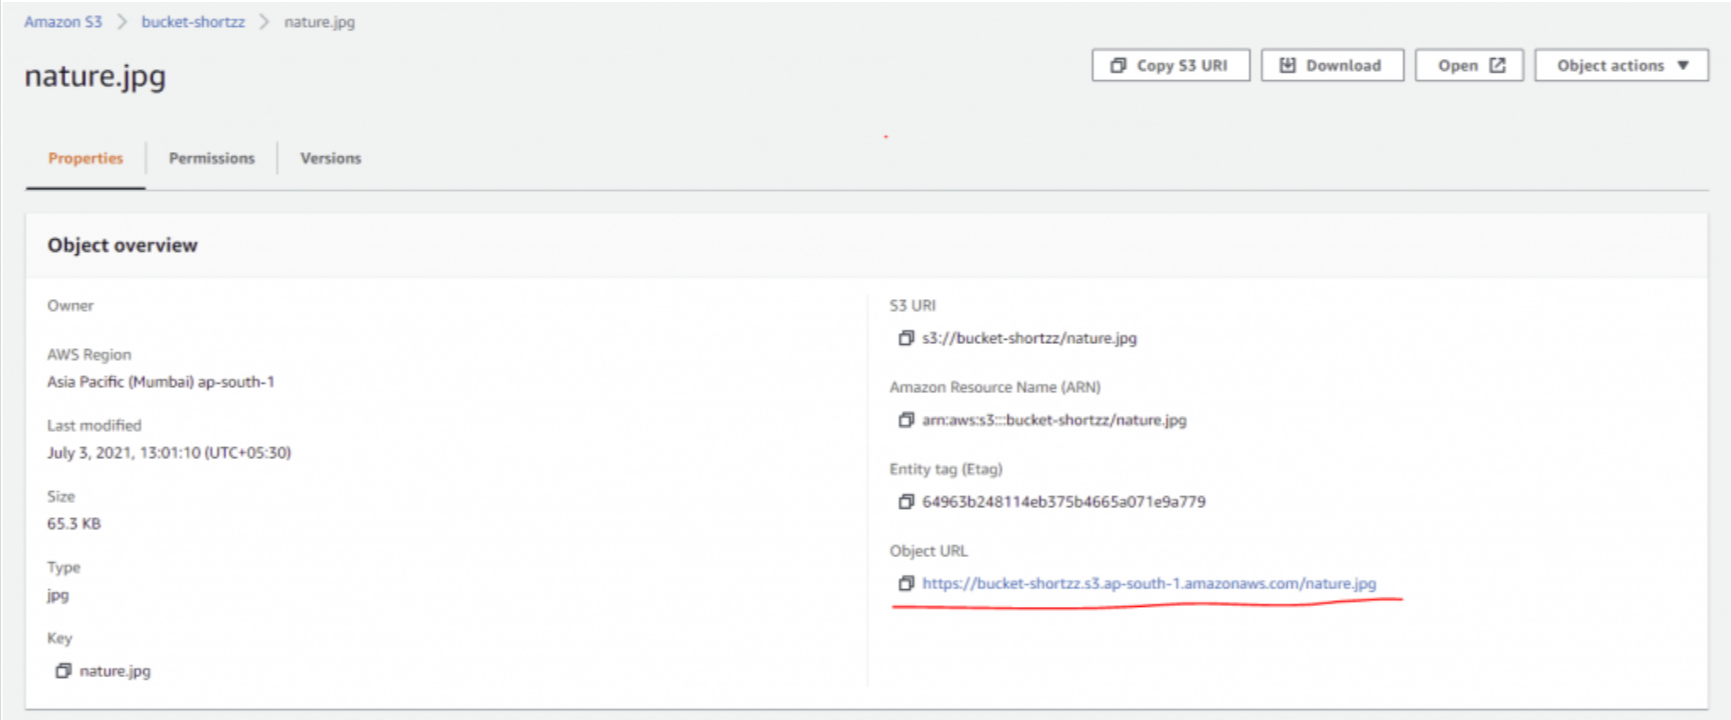 Amazon S3 > bucket-shortzz > nature.jpg
nature.jpg
Copy S3 URI Download Open Object actions
Properties Permissions Versions
Object overview
Owner
AWS Region
Asia Pacific (Mumbai) ap-south-1
Last modified
July 3, 2021, 13:01:10 (UTC+05:30)
Size
65.3 KB
Type
jpg
Key
nature.jpg
S3 URI
s3://bucket-shortzz/nature.jpg
Amazon Resource Name (ARN)
arn:aws:s3:::bucket-shortzz/nature.jpg
Entity tag (Etag)
64963b248114eb375b4665a071e9a779
Object URL
https://bucket-shortzz.s3.ap-south-1.amazonaws.com/nature.jpg